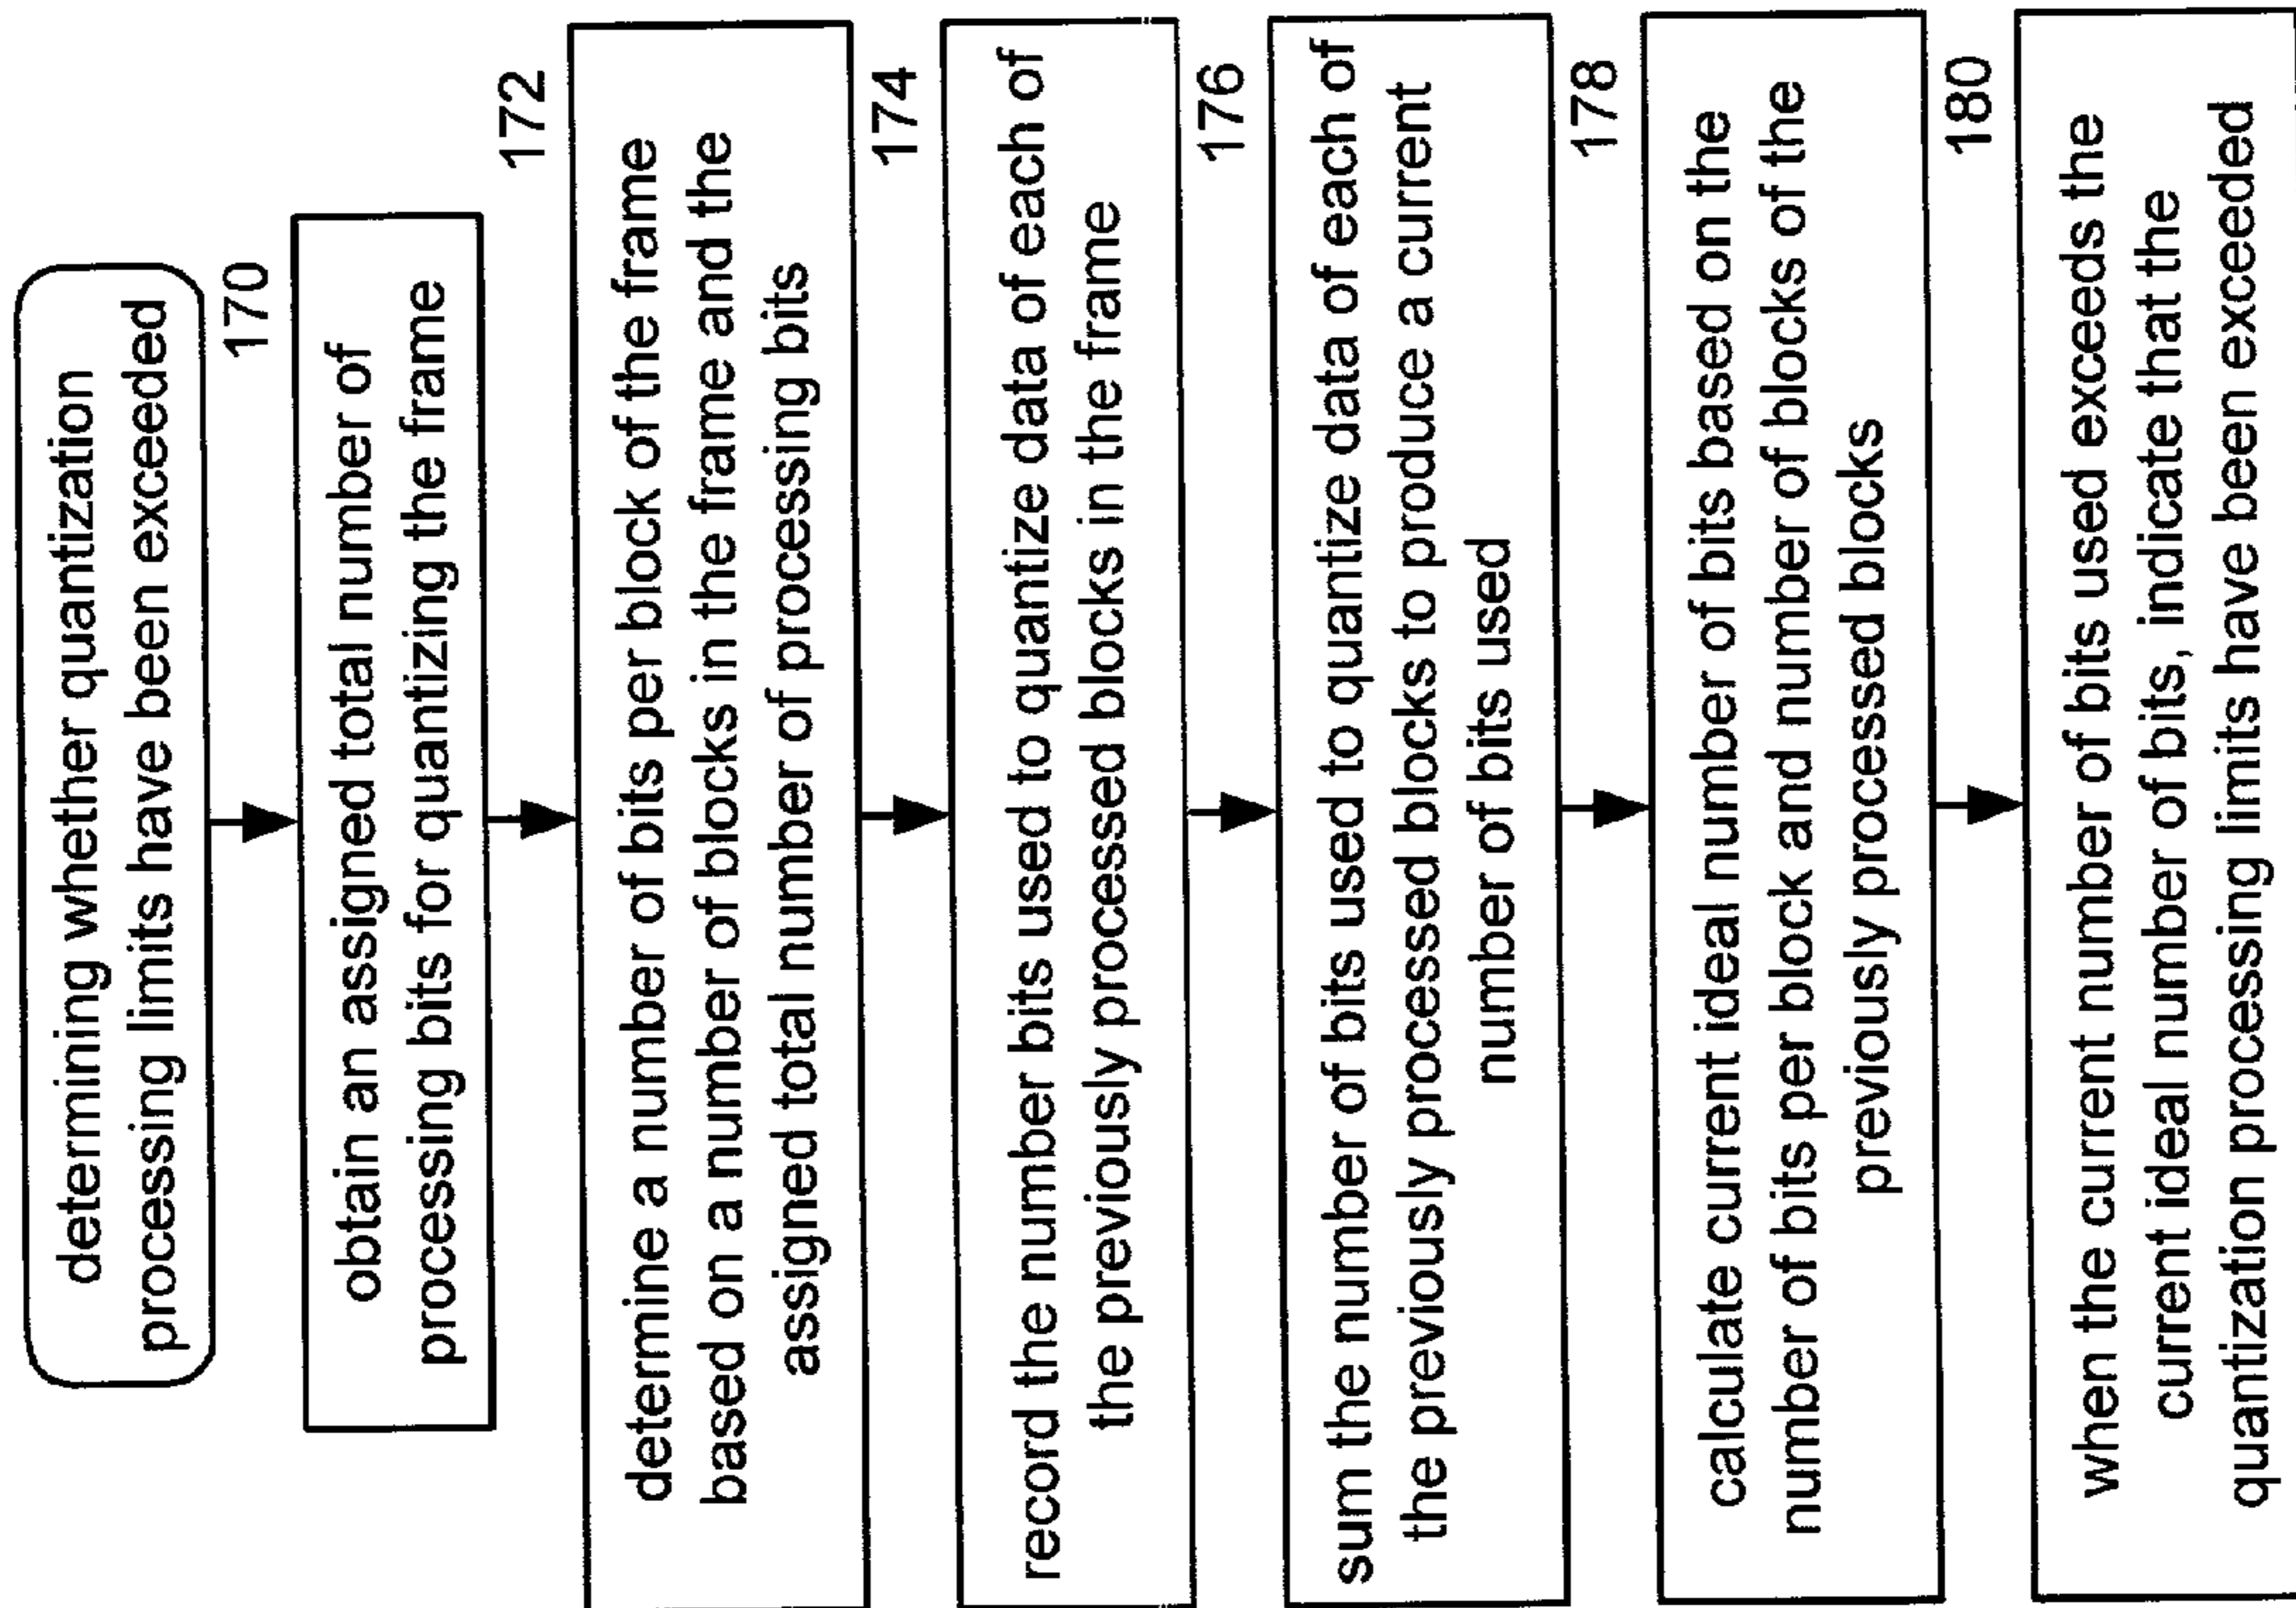 determining whether quantization
processing limits have been exceeded
170
obtain an assigned total number of
processing bits for quantizing the frame
172
determine a number of bits per block of the frame
based on a number of blocks in the frame and the
assigned total number of processing bits
174
record the number bits used to quantize data of each of
the previously processed blocks in the frame
176
sum the number of bits used to quantize data of each of
the previously processed blocks to produce a current
number of bits used
178
calculate current ideal number of bits based on the
number of bits per block and number of blocks of the
previously processed blocks
180
when the current number of bits used exceeds the
current ideal number of bits, indicate that the
quantization processing limits have been exceeded